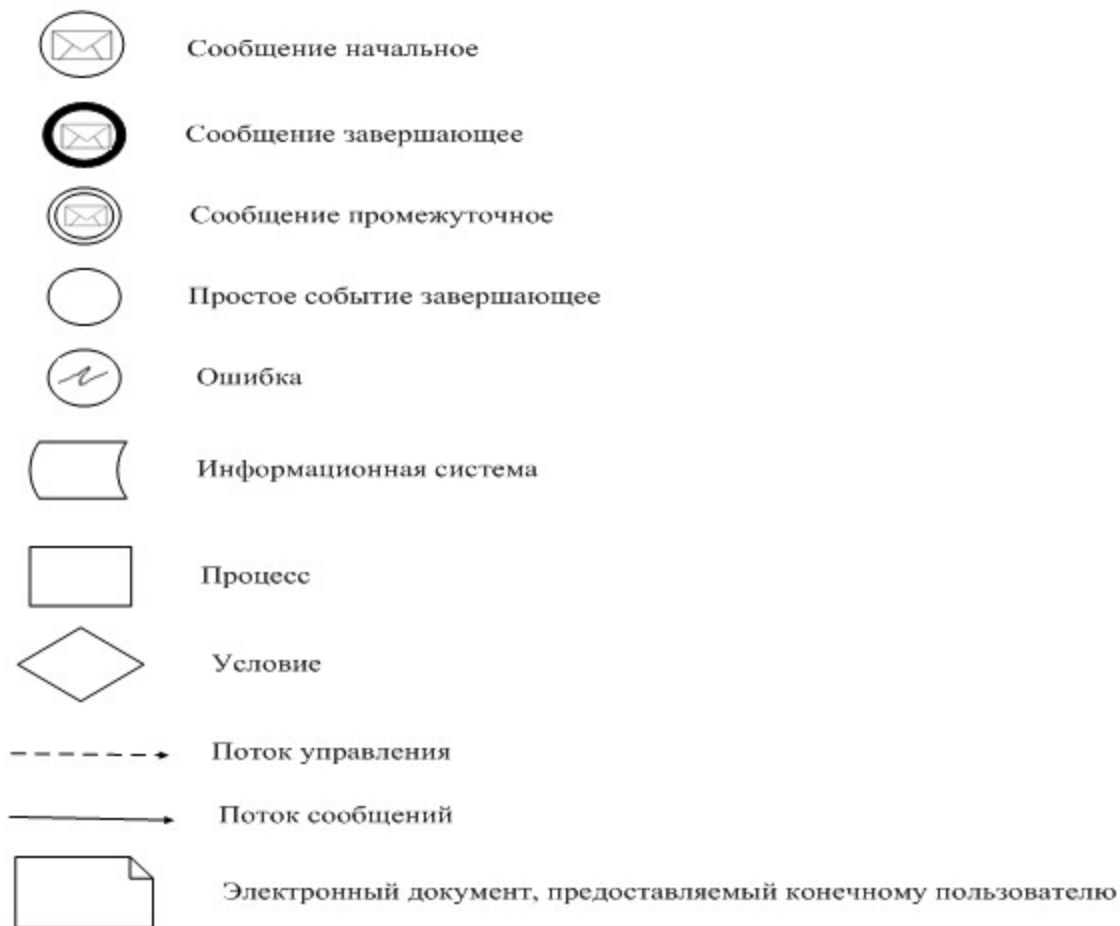 Сообщение начальное
Сообщение завершающее
Сообщение промежуточное
Простое событие завершающее
Ошибка
Информационная система
Процесс
Условие
Поток управления
Поток сообщений
Электронный документ, предоставляемый конечному пользователю